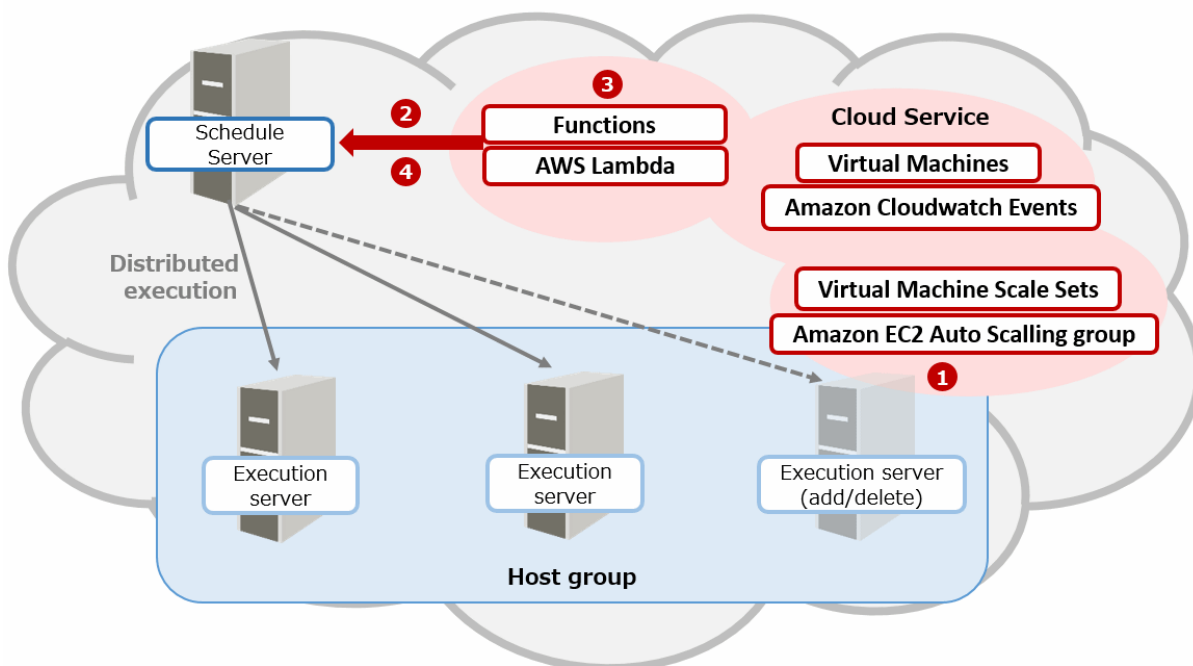 3
2
Functions
Cloud Service
Schedule
Server
AWS Lambda
Virtual Machines
4
Amazon Cloudwatch Events
Distributed
execution
Virtual Machine Scale Sets
Amazon EC2 Auto Scalling group
1
Execution
server
Execution
server
Execution server
(add/delete)
Host group